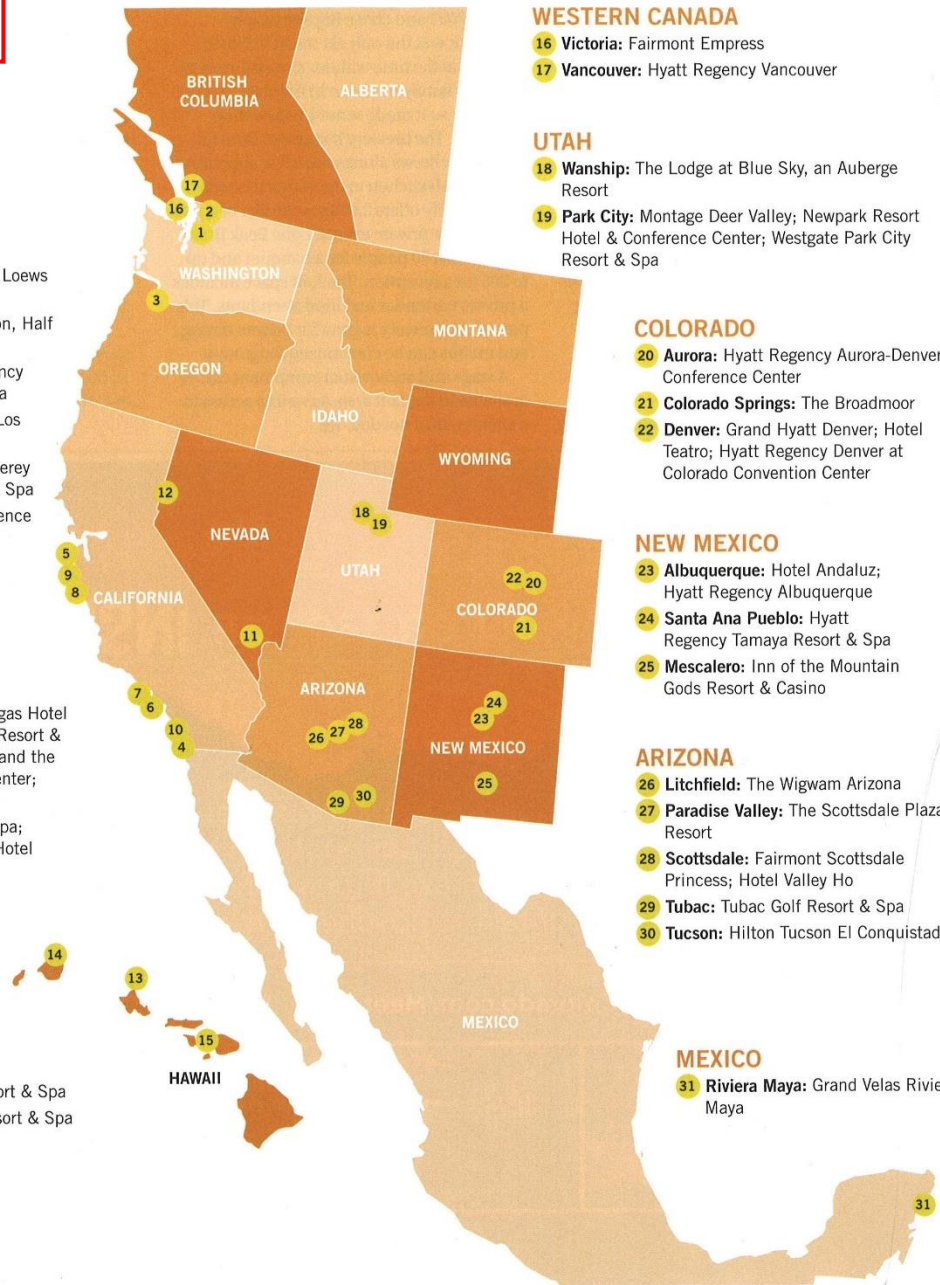 Loews
on, Half
ncy
a
Los
erey
Spa
ence
gas Hotel
Resort &
and the
enter;
pa;
Hotel
ort & Spa
sort & Spa
BRITISH
COLUMBIA
ALBERTA
17
16
2
1
WASHINGTON
3
MONTANA
OREGON
IDAHO
WYOMING
12
18
19
NEVADA
5
UTAH
9
22
20
8
CALIFORNIA
COLORADO
21
11
ARIZONA
7
6
24
28
23
10
27
26
4
NEW MEXICO
25
30
29
14
13
MEXICO
15
HAWAII
31
WESTERN CANADA
16 Victoria: Fairmont Empress
17 Vancouver: Hyatt Regency Vancouver
UTAH
18 Wanship: The Lodge at Blue Sky, an Auberge
Resort
19 Park City: Montage Deer Valley; Newpark Resort
Hotel & Conference Center; Westgate Park City
Resort & Spa
COLORADO
20 Aurora: Hyatt Regency Aurora-Denver
Conference Center
21 Colorado Springs: The Broadmoor
22 Denver: Grand Hyatt Denver; Hotel
Teatro; Hyatt Regency Denver at
Colorado Convention Center
NEW MEXICO
23 Albuquerque: Hotel Andaluz;
Hyatt Regency Albuquerque
24 Santa Ana Pueblo: Hyatt
Regency Tamaya Resort & Spa
25 Mescalero: Inn of the Mountain
Gods Resort & Casino
ARIZONA
26 Litchfield: The Wigwam Arizona
27 Paradise Valley: The Scottsdale Plaza
Resort
28 Scottsdale: Fairmont Scottsdale
Princess; Hotel Valley Ho
29 Tubac: Tubac Golf Resort & Spa
30 Tucson: Hilton Tucson El Conquistad
MEXICO
31 Riviera Maya: Grand Velas Rivie
Maya